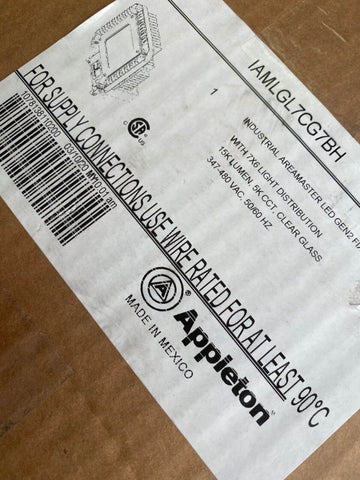 IAMLGL7CG7BH
1
INDUSTRIAL AREAMASTER LED GEN2
WITH 7X6 LIGHT DISTRIBUTION
15K LUMEN, 5K CCT, CLEAR GLASS
347-480 VAC, 50/60 HZ
FOR SUPPLY CONNECTIONS USE WIRE RATED FOR AT LEAST 90°C
Appleton
®
MADE IN MEXICO